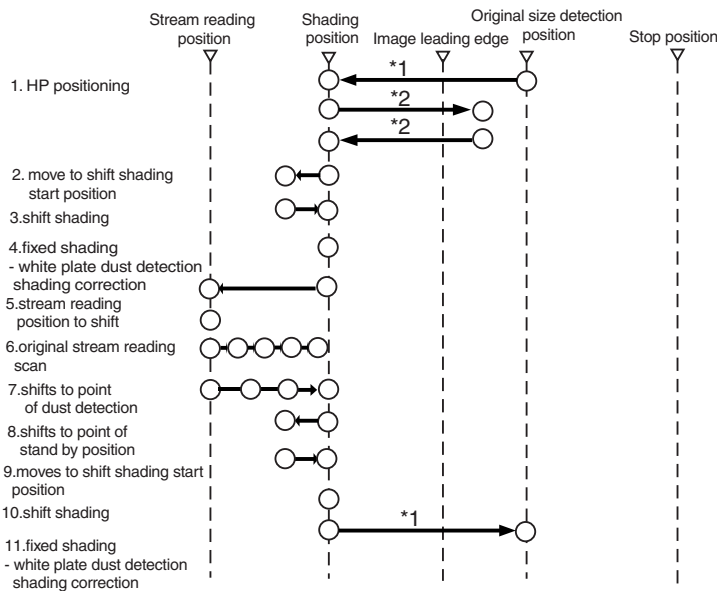 Stream reading
position
Shading
position
Image leading edge
Original size detection
position
Stop position
1. HP positioning
*1
*2
*2
2. move to shift shading
start position
3.shift shading
4.fixed shading
- white plate dust detection
shading correction
5.stream reading
position to shift
6.original stream reading
scan
7.shifts to point
of dust detection
8.shifts to point of
stand by position
9.moves to shift shading start
position
10.shift shading
*1
11.fixed shading
- white plate dust detection
shading correction